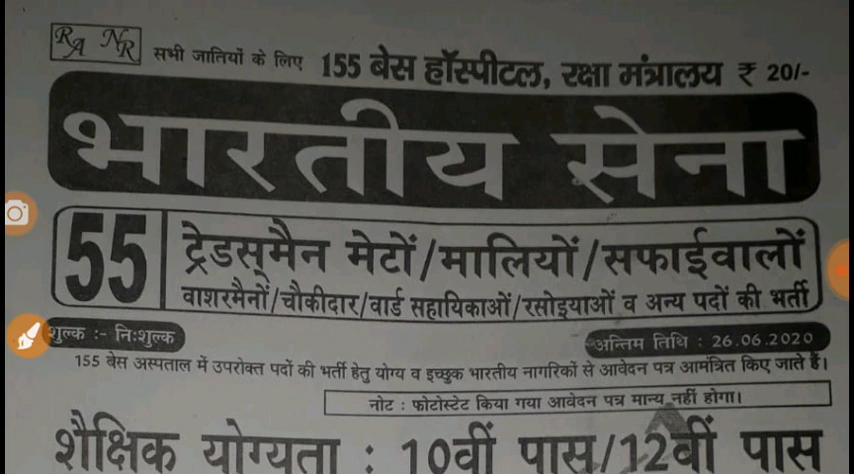 RA NR सभी जातियों के लिए 155 बेस हॉस्पीटल, रक्षा मंत्रालय ₹ 20/-
भारतीय सेना
55 ट्रेडसमैन मेटों/मालियों/सफाईवालों
वाशरमैनों/चौकीदार/वार्ड सहायिकाओं/रसोइयाओं व अन्य पदों की भर्ती
शुल्क :- निःशुल्क अन्तिम तिथि : 26.06.2020
155 बेस अस्पताल में उपरोक्त पदों की भर्ती हेतु योग्य व इच्छुक भारतीय नागरिकों से आवेदन पत्र आमंत्रित किए जाते हैं।
नोट : फोटोस्टेट किया गया आवेदन पत्र मान्य नहीं होगा।
शैक्षिक योग्यता : 10वीं पास/12वीं पास